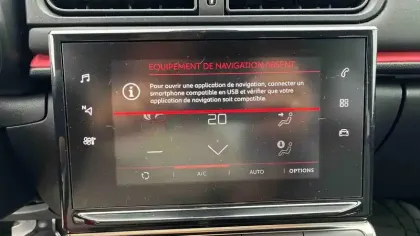 EQUIPEMENT DE NAVIGATION ABSENT
Pour ouvrir une application de navigation, connecter un
smartphone compatible en USB et vérifier que votre
application de navigation soit compatible.
N
20
A/C
AUTO
OPTIONS